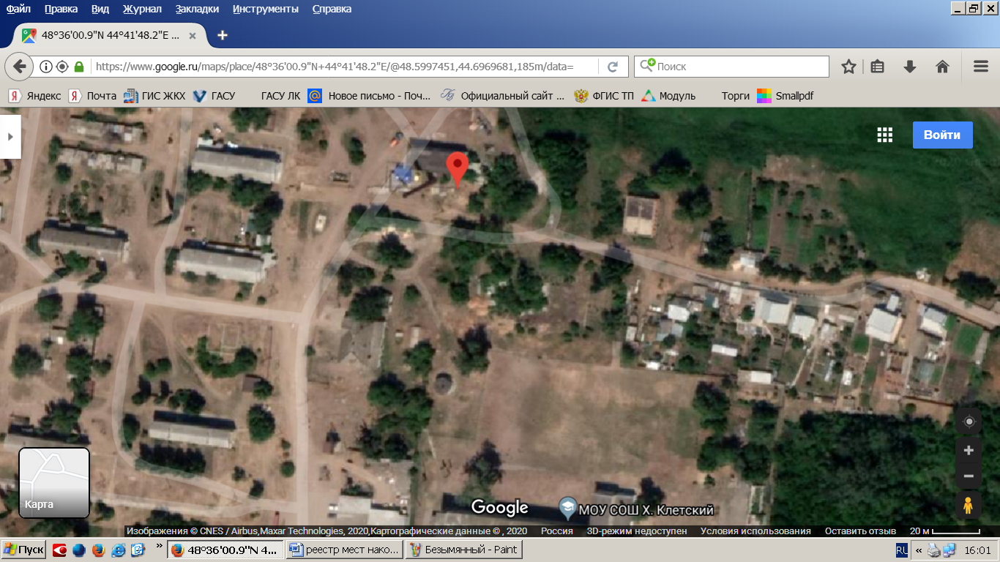 Файл Правка Вид Журнал Закладки Инструменты Справка
48°36'00.9"N 44°41'48.2"E ...
https://www.google.ru/maps/place/48°36'00.9"N+44°41'48.2"E/@48.5997451,44.6969681,185m/data=
Поиск
Яндекс Почта ГИС ЖКХ ГАСУ ГАСУ ЛК Новое письмо - Поч... Официальный сайт ... ФГИС ТП Модуль Торги Smallpdf
Войти
Карта
Google
МОУ СОШ Х. Клетский
Изображения © CNES / Airbus,Maxar Technologies, 2020,Картографические данные © , 2020 Россия 3D-режим недоступен Условия использования Оставить отзыв 20 м
Пуск » 48°36'00.9"N 4... реестр мест нако... Безымянный - Paint RU « 16:01